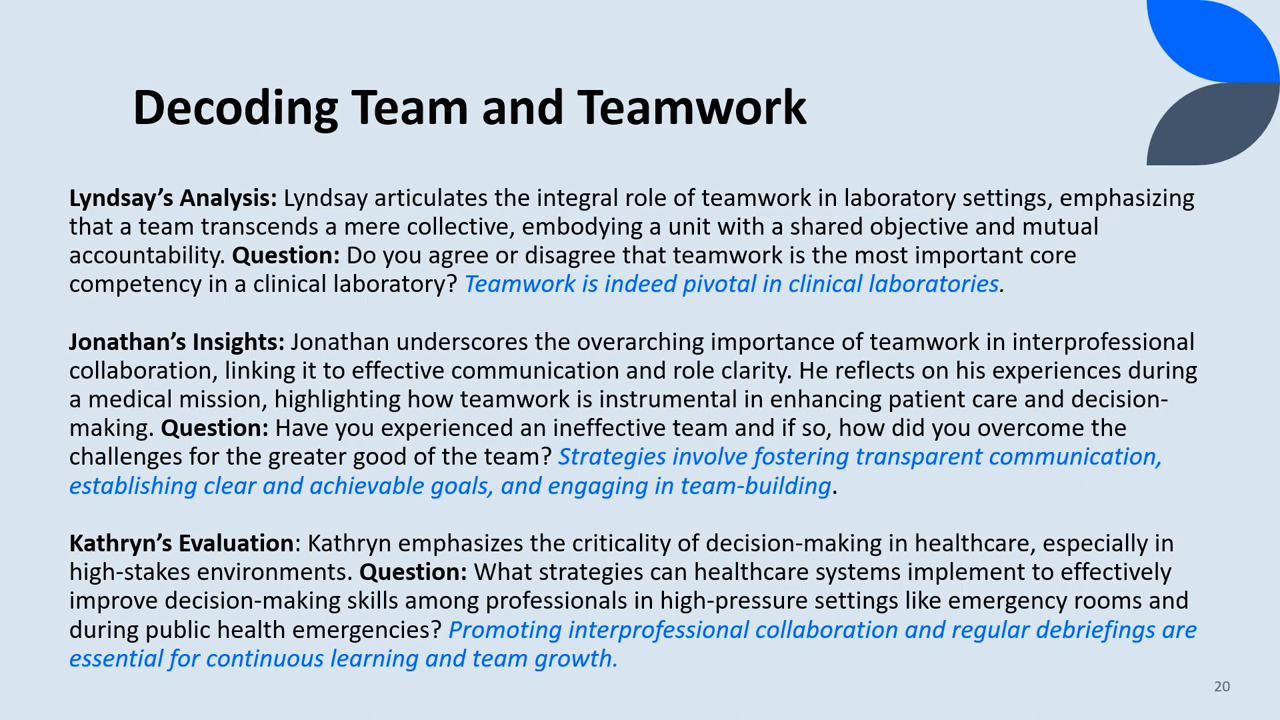 Decoding Team and Teamwork
Lyndsay’s Analysis: Lyndsay articulates the integral role of teamwork in laboratory settings, emphasizing
that a team transcends a mere collective, embodying a unit with a shared objective and mutual
accountability. Question: Do you agree or disagree that teamwork is the most important core
competency in a clinical laboratory? Teamwork is indeed pivotal in clinical laboratories.
Jonathan’s Insights: Jonathan underscores the overarching importance of teamwork in interprofessional
collaboration, linking it to effective communication and role clarity. He reflects on his experiences during
a medical mission, highlighting how teamwork is instrumental in enhancing patient care and decision-
making. Question: Have you experienced an ineffective team and if so, how did you overcome the
challenges for the greater good of the team? Strategies involve fostering transparent communication,
establishing clear and achievable goals, and engaging in team-building.
Kathryn’s Evaluation: Kathryn emphasizes the criticality of decision-making in healthcare, especially in
high-stakes environments. Question: What strategies can healthcare systems implement to effectively
improve decision-making skills among professionals in high-pressure settings like emergency rooms and
during public health emergencies? Promoting interprofessional collaboration and regular debriefings are
essential for continuous learning and team growth.
20